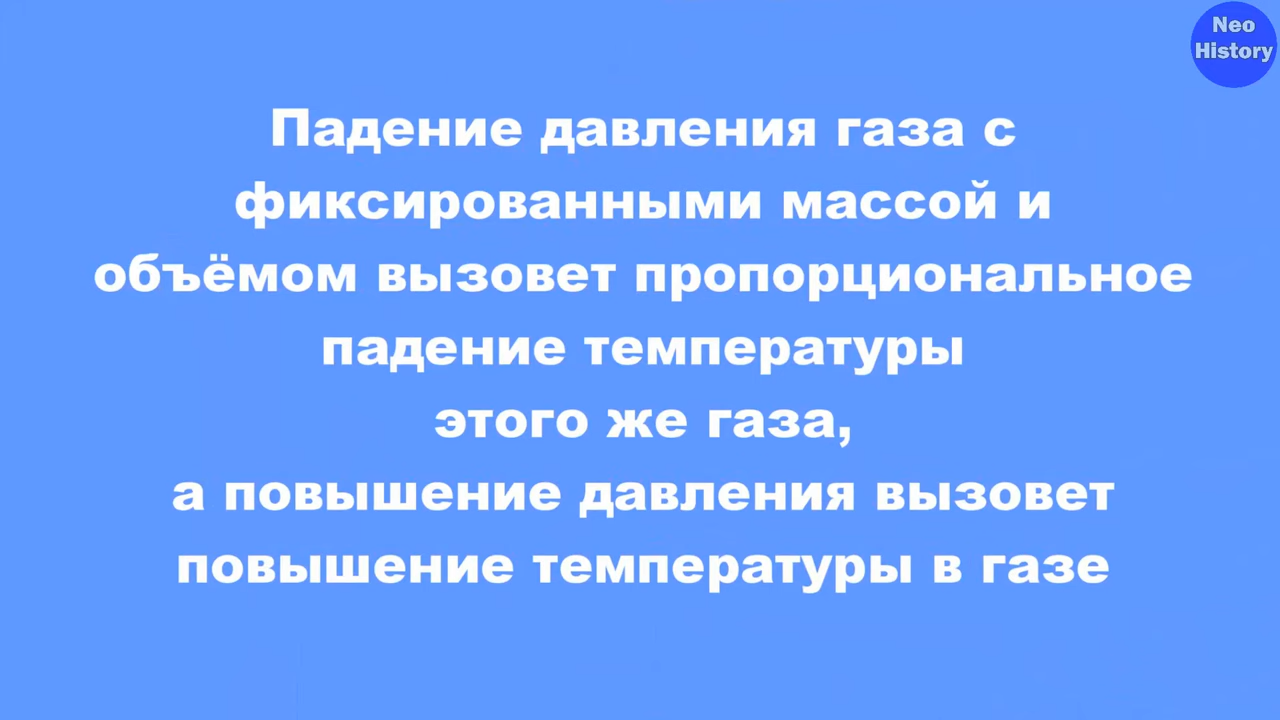 Neo
History
Падение давления газа с
фиксированными массой и
объёмом вызовет пропорциональное
падение температуры
этого же газа,
а повышение давления вызовет
повышение температуры в газе